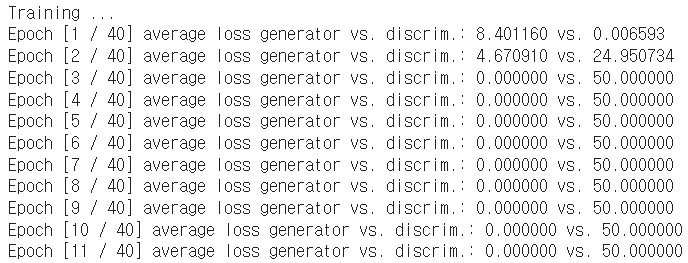 Training ...
Epoch [1 / 40] average loss generator vs. discrim.: 8.401160 vs. 0.006593
Epoch [2 / 40] average loss generator vs. discrim.: 4.670910 vs. 24.950734
Epoch [3 / 40] average loss generator vs. discrim.: 0.000000 vs. 50.000000
Epoch [4 / 40] average loss generator vs. discrim.: 0.000000 vs. 50.000000
Epoch [5 / 40] average loss generator vs. discrim.: 0.000000 vs. 50.000000
Epoch [6 / 40] average loss generator vs. discrim.: 0.000000 vs. 50.000000
Epoch [7 / 40] average loss generator vs. discrim.: 0.000000 vs. 50.000000
Epoch [8 / 40] average loss generator vs. discrim.: 0.000000 vs. 50.000000
Epoch [9 / 40] average loss generator vs. discrim.: 0.000000 vs. 50.000000
Epoch [10 / 40] average loss generator vs. discrim.: 0.000000 vs. 50.000000
Epoch [11 / 40] average loss generator vs. discrim.: 0.000000 vs. 50.000000